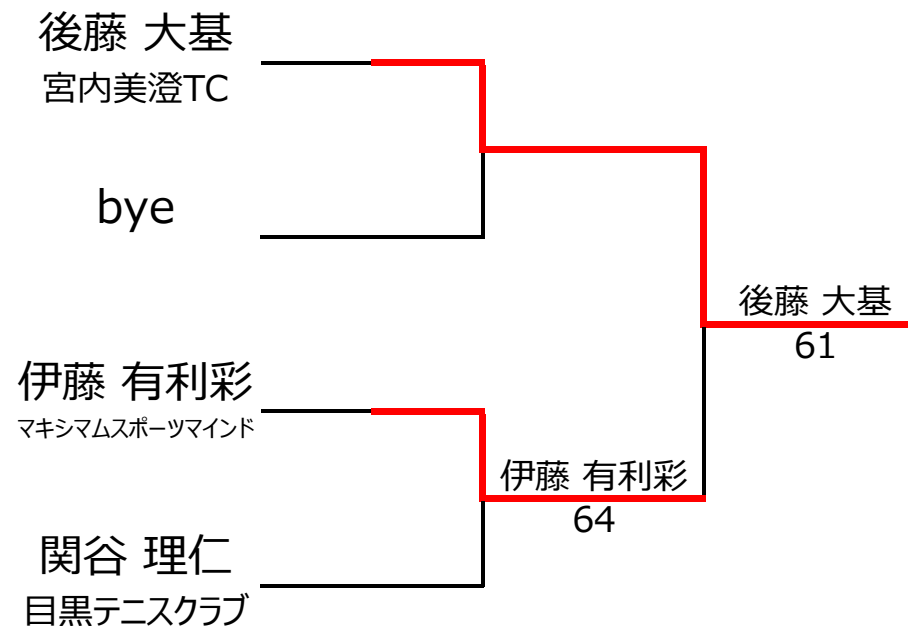 後藤 大基
宮内美澄TC
bye
後藤 大基
61
伊藤 有利彩
マキシマムスポーツマインド
伊藤 有利彩
64
関谷 理仁
目黒テニスクラブ